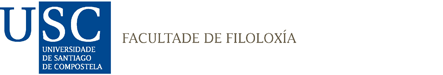 USC
UNIVERSIDADE
DE SANTIAGO
DE COMPOSTELA
FACULTADE DE FILOLOXÍA